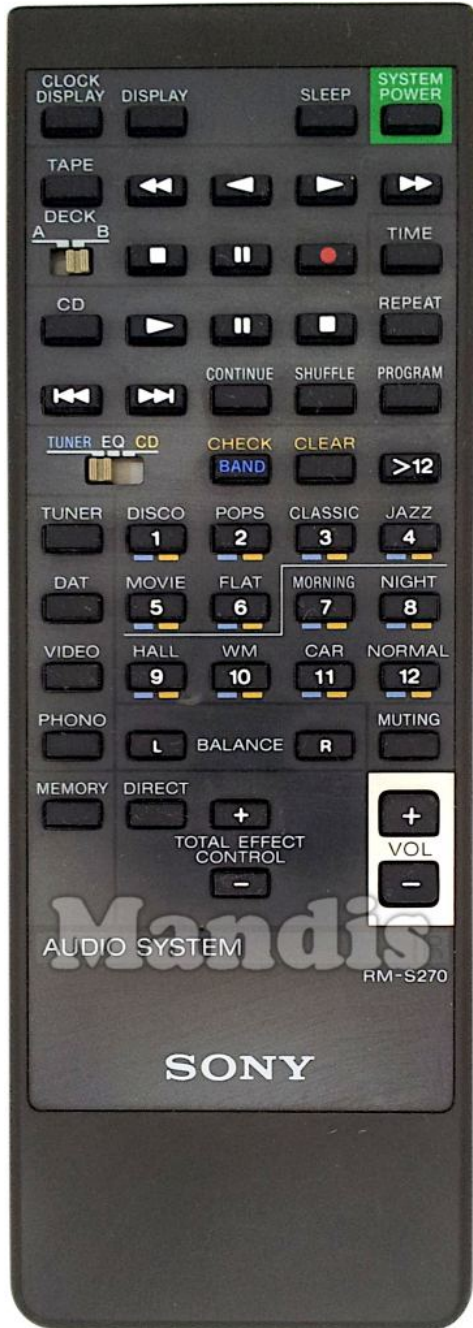 CLOCK DISPLAY DISPLAY SLEEP SYSTEM POWER
TAPE
DECK
A B TIME
CD REPEAT
CONTINUE SHUFFLE PROGRAM
TUNER EQ CD CHECK CLEAR
BAND >12
TUNER DISCO POPS CLASSIC JAZZ
1 2 3 4
DAT MOVIE FLAT MORNING NIGHT
5 6 7 8
VIDEO HALL WM CAR NORMAL
9 10 11 12
PHONO MUTING
L BALANCE R
MEMORY DIRECT
+ +
TOTAL EFFECT CONTROL VOL
- -
Mandis
AUDIO SYSTEM
RM-S270
SONY